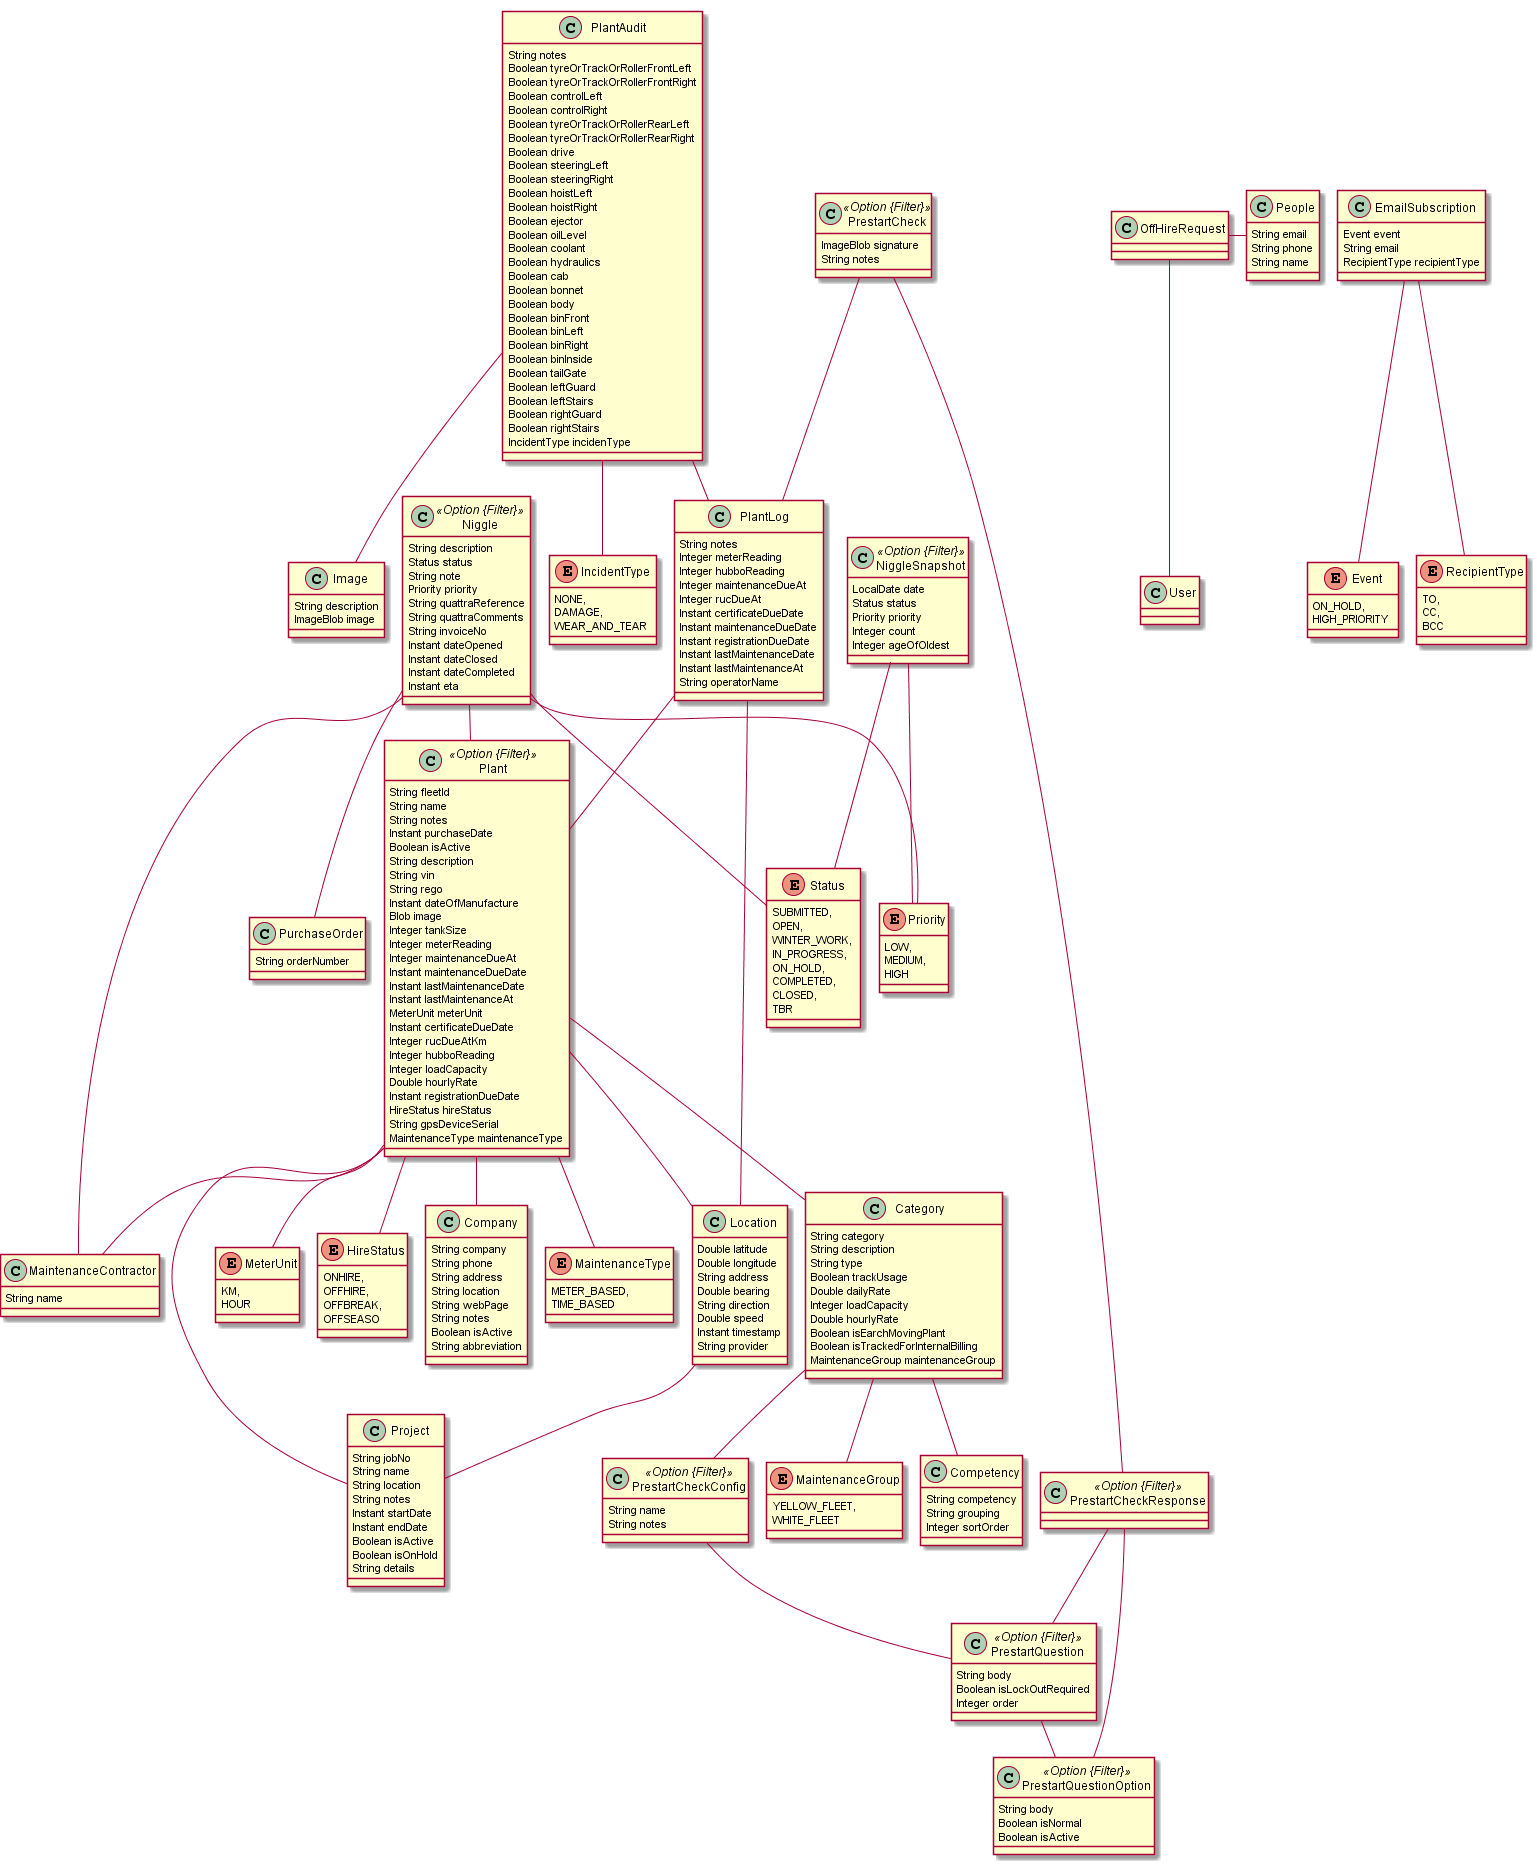 C PlantAudit
String notes
Boolean tyreOrTrackOrRollerFrontLeft
Boolean tyreOrTrackOrRollerFrontRight
Boolean controlLeft
Boolean controlRight
Boolean tyreOrTrackOrRollerRearLeft
Boolean tyreOrTrackOrRollerRearRight
Boolean drive
Boolean steeringLeft
Boolean steeringRight
Boolean hoistLeft
Boolean hoistRight
Boolean ejector
Boolean oilLevel
Boolean coolant
Boolean hydraulics
Boolean cab
Boolean bonnet
Boolean body
Boolean binFront
Boolean binLeft
Boolean binRight
Boolean binInside
Boolean tailGate
Boolean leftGuard
Boolean leftStairs
Boolean rightGuard
Boolean rightStairs
IncidentType incidenType
C «Option {Filter}»
PrestartCheck
ImageBlob signature
String notes
C OffHireRequest
C People
String email
String phone
String name
C EmailSubscription
Event event
String email
RecipientType recipientType
C «Option {Filter}»
Niggle
String description
Status status
String note
Priority priority
String quattraReference
String quattraComments
String invoiceNo
Instant dateOpened
Instant dateClosed
Instant dateCompleted
Instant eta
C Image
String description
ImageBlob image
E IncidentType
NONE,
DAMAGE,
WEAR_AND_TEAR
C PlantLog
String notes
Integer meterReading
Integer hubboReading
Integer maintenanceDueAt
Integer rucDueAt
Instant certificateDueDate
Instant maintenanceDueDate
Instant registrationDueDate
Instant lastMaintenanceDate
Instant lastMaintenanceAt
String operatorName
C «Option {Filter}»
NiggleSnapshot
LocalDate date
Status status
Priority priority
Integer count
Integer ageOfOldest
C User
E Event
ON_HOLD,
HIGH_PRIORITY
E RecipientType
TO,
CC,
BCC
C «Option {Filter}»
Plant
String fleetId
String name
String notes
Instant purchaseDate
Boolean isActive
String description
String vin
String rego
Instant dateOfManufacture
Blob image
Integer tankSize
Integer meterReading
Integer maintenanceDueAt
Instant maintenanceDueDate
Instant lastMaintenanceDate
Instant lastMaintenanceAt
MeterUnit meterUnit
Instant certificateDueDate
Integer rucDueAtKm
Integer hubboReading
Integer loadCapacity
Double hourlyRate
Instant registrationDueDate
HireStatus hireStatus
String gpsDeviceSerial
MaintenanceType maintenanceType
C PurchaseOrder
String orderNumber
E Status
SUBMITTED,
OPEN,
WINTER_WORK,
IN_PROGRESS,
ON_HOLD,
COMPLETED,
CLOSED,
TBR
E Priority
LOW,
MEDIUM,
HIGH
C MaintenanceContractor
String name
E MeterUnit
KM,
HOUR
E HireStatus
ONHIRE,
OFFHIRE,
OFFBREAK,
OFFSEASO
C Company
String company
String phone
String address
String location
String webPage
String notes
Boolean isActive
String abbreviation
E MaintenanceType
METER_BASED,
TIME_BASED
C Location
Double latitude
Double longitude
String address
Double bearing
String direction
Double speed
Instant timestamp
String provider
C Category
String category
String description
String type
Boolean trackUsage
Double dailyRate
Integer loadCapacity
Double hourlyRate
Boolean isEarchMovingPlant
Boolean isTrackedForInternalBilling
MaintenanceGroup maintenanceGroup
C Project
String jobNo
String name
String location
String notes
Instant startDate
Instant endDate
Boolean isActive
Boolean isOnHold
String details
C «Option {Filter}»
PrestartCheckConfig
String name
String notes
E MaintenanceGroup
YELLOW_FLEET,
WHITE_FLEET
C Competency
String competency
String grouping
Integer sortOrder
C «Option {Filter}»
PrestartCheckResponse
C «Option {Filter}»
PrestartQuestion
String body
Boolean isLockOutRequired
Integer order
C «Option {Filter}»
PrestartQuestionOption
String body
Boolean isNormal
Boolean isActive